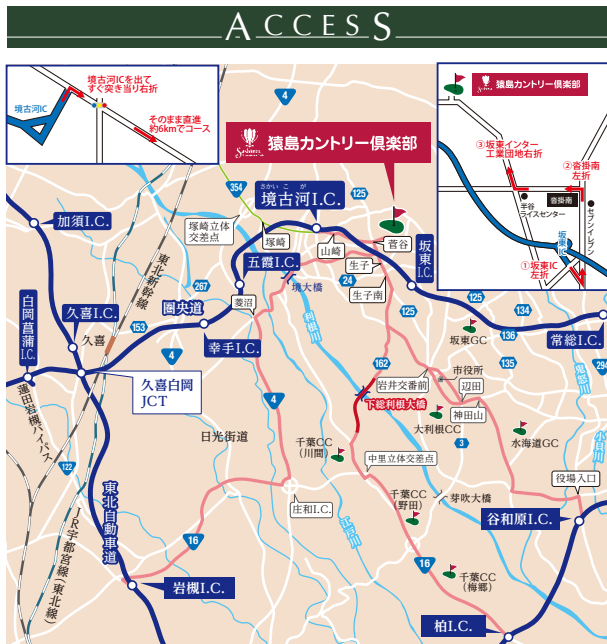 ACCESS
境古河ICを出て
すぐ突き当り右折
境古河IC
そのまま直進
約6kmでコース
4
猿島カントリー倶楽部
猿島カントリー倶楽部
③坂東インター
工業団地右折
②沓掛南
左折
沓掛南
半谷
ライスセンター
セブンイレブン
坂東IC
①坂東IC
左折
354
さかいこが
境古河I.C.
125
加須I.C.
塚崎立体
交差点
塚崎
山崎
菅谷
坂東I.C.
東北新幹線
五霞I.C.
生子
267
境大橋
24
生子南
圏央道
菱沼
利根川
125
125
134
白岡菖蒲I.C.
久喜I.C.
久喜
153
幸手I.C.
坂東GC
136
常総I.C.
4
162
市役所
135
鬼怒川
294
久喜白岡
JCT
岩井交番前
辺田
下総利根大橋
神田山
小貝川
蓮田岩槻バイパス
4
大利根CC
日光街道
3
水海道GC
千葉CC
(川間)
中里立体交差点
122
役場入口
東北自動車道
庄和I.C.
千葉CC
(野田)
芽吹大橋
谷和原I.C.
江戸川
JR宇都宮線(東北線)
16
16
千葉CC
(梅郷)
岩槻I.C.
柏I.C.